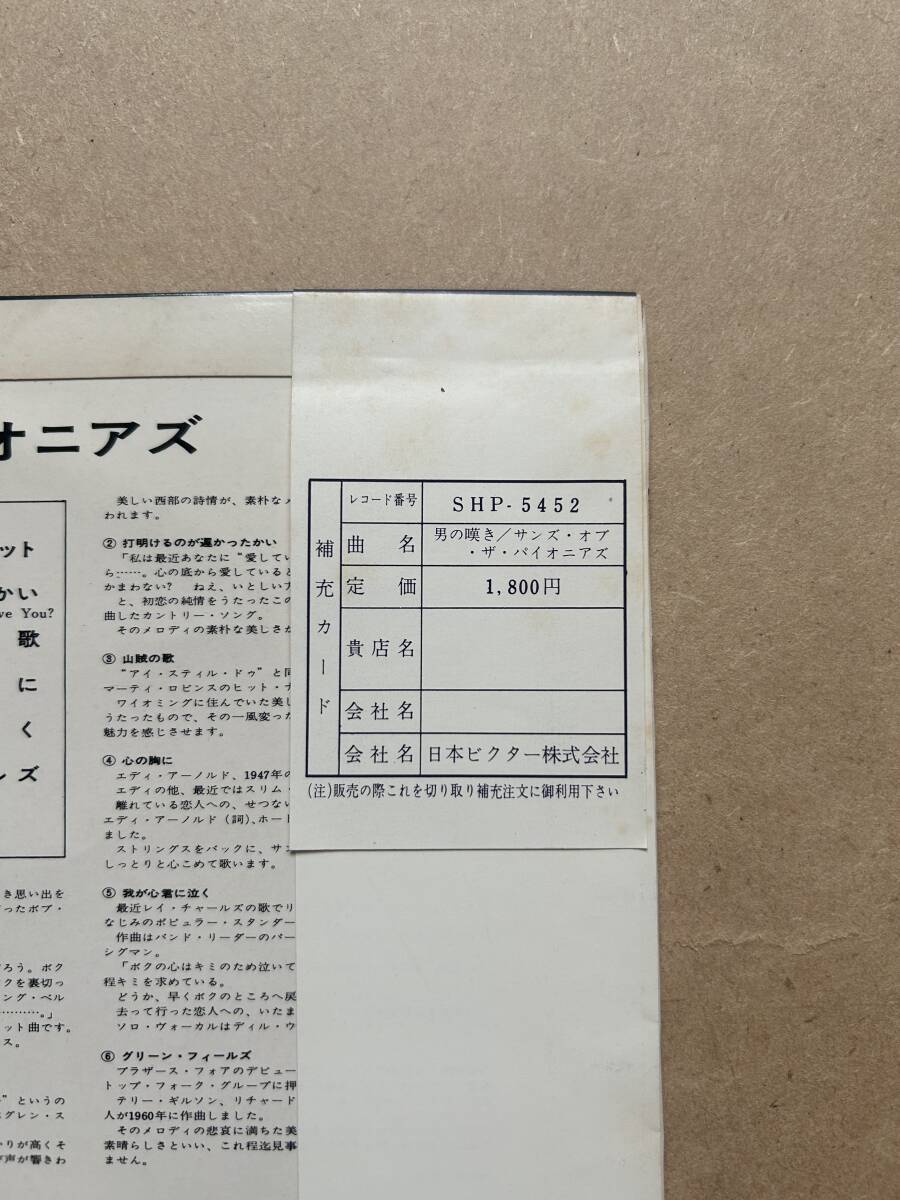 オニアズ
ット
かい
ve You?
歌
に
く
ルズ
き思い出を
ったボブ・
ろう。ボク
クを裏切っ
ング・ベル
…………。」
ット曲です。
ス。
”というの
はグレン・ス
りが高くそ
声が響きわ
美しい西部の詩情が、素朴なメ
われます。
② 打明けるのが遅かったかい
「私は最近あなたに“愛してい
ら……。心の底から愛していると
かまわない? ねえ、いとしい方
と、初恋の純情をうたったこの
曲したカントリー・ソング。
そのメロディの素朴な美しさが
③ 山賊の歌
“アイ・スティル・ドゥ”と同
マーティ・ロビンスのヒット・ナ
ワイオミングに住んでいた美し
うたったもので、その一風変った
魅力を感じさせます。
④ 心の胸に
エディ・アーノルド、1947年の
エディの他、最近ではスリム・
離れている恋人への、せつない
エディ・アーノルド(詞)、ホート
ました。
ストリングスをバックに、サン
しっとりと心こめて歌います。
⑤ 我が心君に泣く
最近レイ・チャールズの歌でリ
なじみのポピュラー・スタンダー
作曲はバンド・リーダーのパー
シグマン。
「ボクの心はキミのため泣いて
程キミを求めている。
どうか、早くボクのところへ戻
去って行った恋人への、いたま
ソロ・ヴォーカルはディル・ウ
⑥ グリーン・フィールズ
ブラザース・フォアのデビュー
トップ・フォーク・グループに押
テリー・ギルソン、リチャード
人が1960年に作曲しました。
そのメロディの悲哀に満ちた美
素晴らしさといい、これ程迄見事
ません。
補充カード
レコード番号 SHP-5452
曲名 男の嘆き/サンズ・オブ
・ザ・パイオニアズ
定価 1,800円
貴店名
会社名
会社名 日本ビクター株式会社
(注)販売の際これを切り取り補充注文に御利用下さい